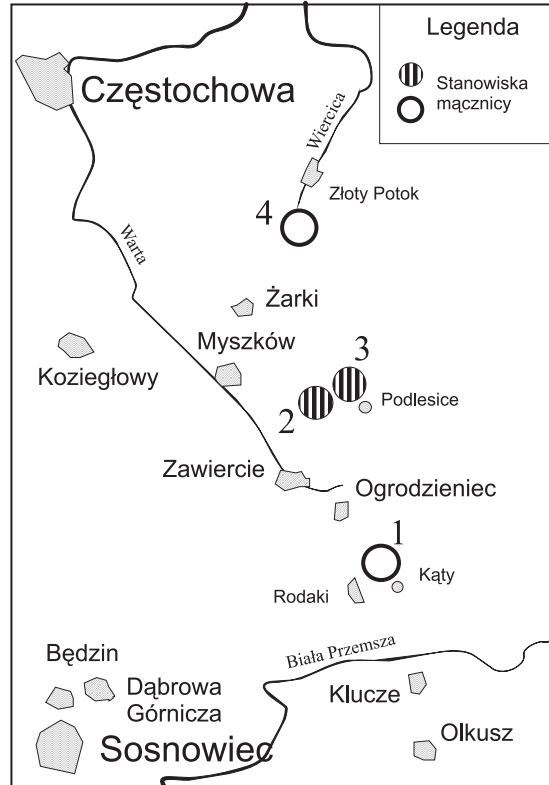 Legenda
Stanowiska
mącznicy
Częstochowa
Wiercica
Złoty Potok
4
Warta
Żarki
Myszków
3
Koziegłowy
Podlesice
2
Zawiercie
Ogrodzieniec
1
Kąty
Rodaki
Biała Przemsza
Będzin
Dąbrowa
Górnicza
Klucze
Sosnowiec
Olkusz